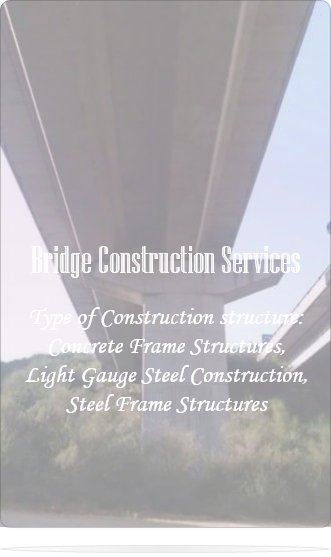 Bridge Construction Services
Type of Construction structure:
Concrete Frame Structures,
Light Gauge Steel Construction,
Steel Frame Structures